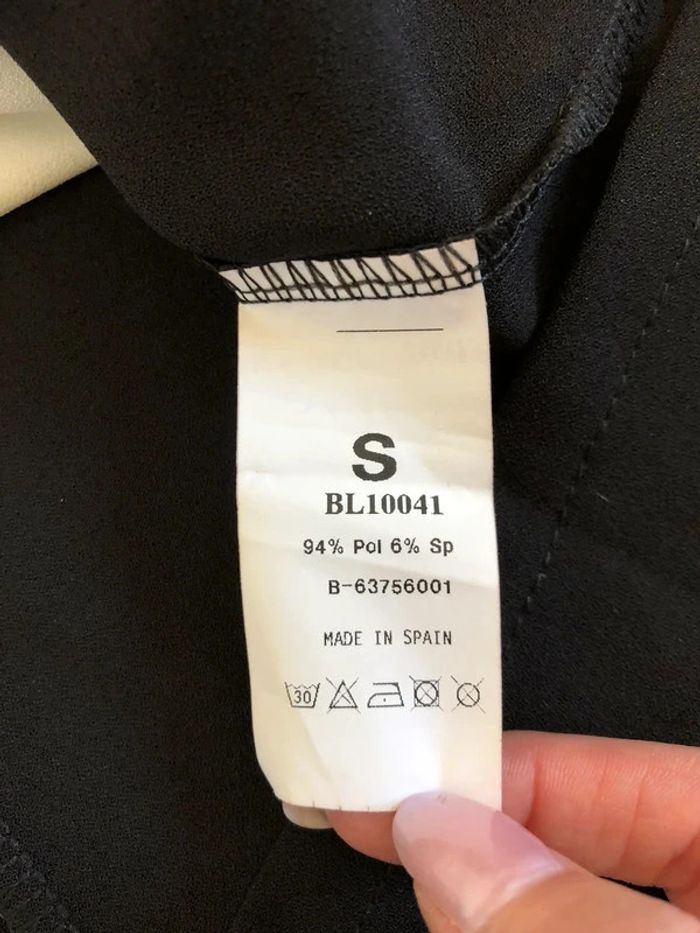 S
BL10041
94% Pol 6% Sp
B-63756001
MADE IN SPAIN
30